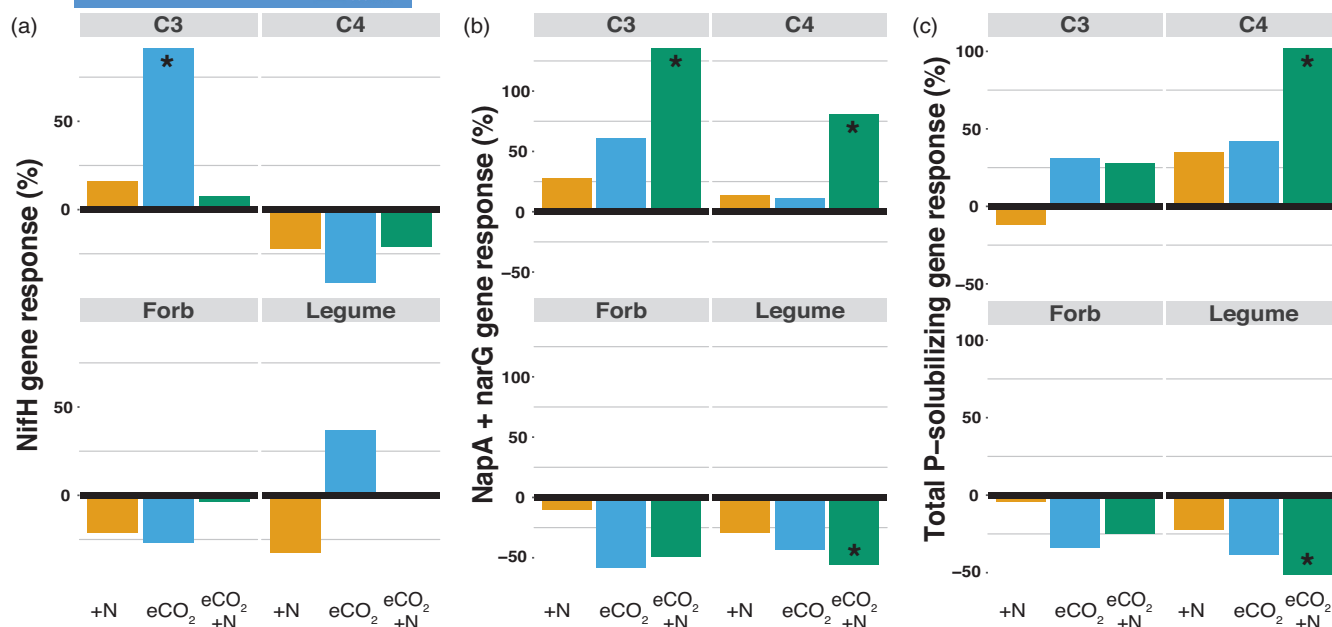 (a)
NifH gene response (%)
C3
C4
50
0
*
Forb
Legume
50
0
+N
eCO₂
eCO₂
+N
+N
eCO₂
eCO₂
+N
(b)
NapA + narG gene response (%)
C3
C4
100
50
0
−50
*
*
Forb
Legume
100
50
0
−50
*
+N
eCO₂
eCO₂
+N
+N
eCO₂
eCO₂
+N
(c)
Total P−solubilizing gene response (%)
C3
C4
100
50
0
−50
*
Forb
Legume
100
50
0
−50
*
+N
eCO₂
eCO₂
+N
+N
eCO₂
eCO₂
+N